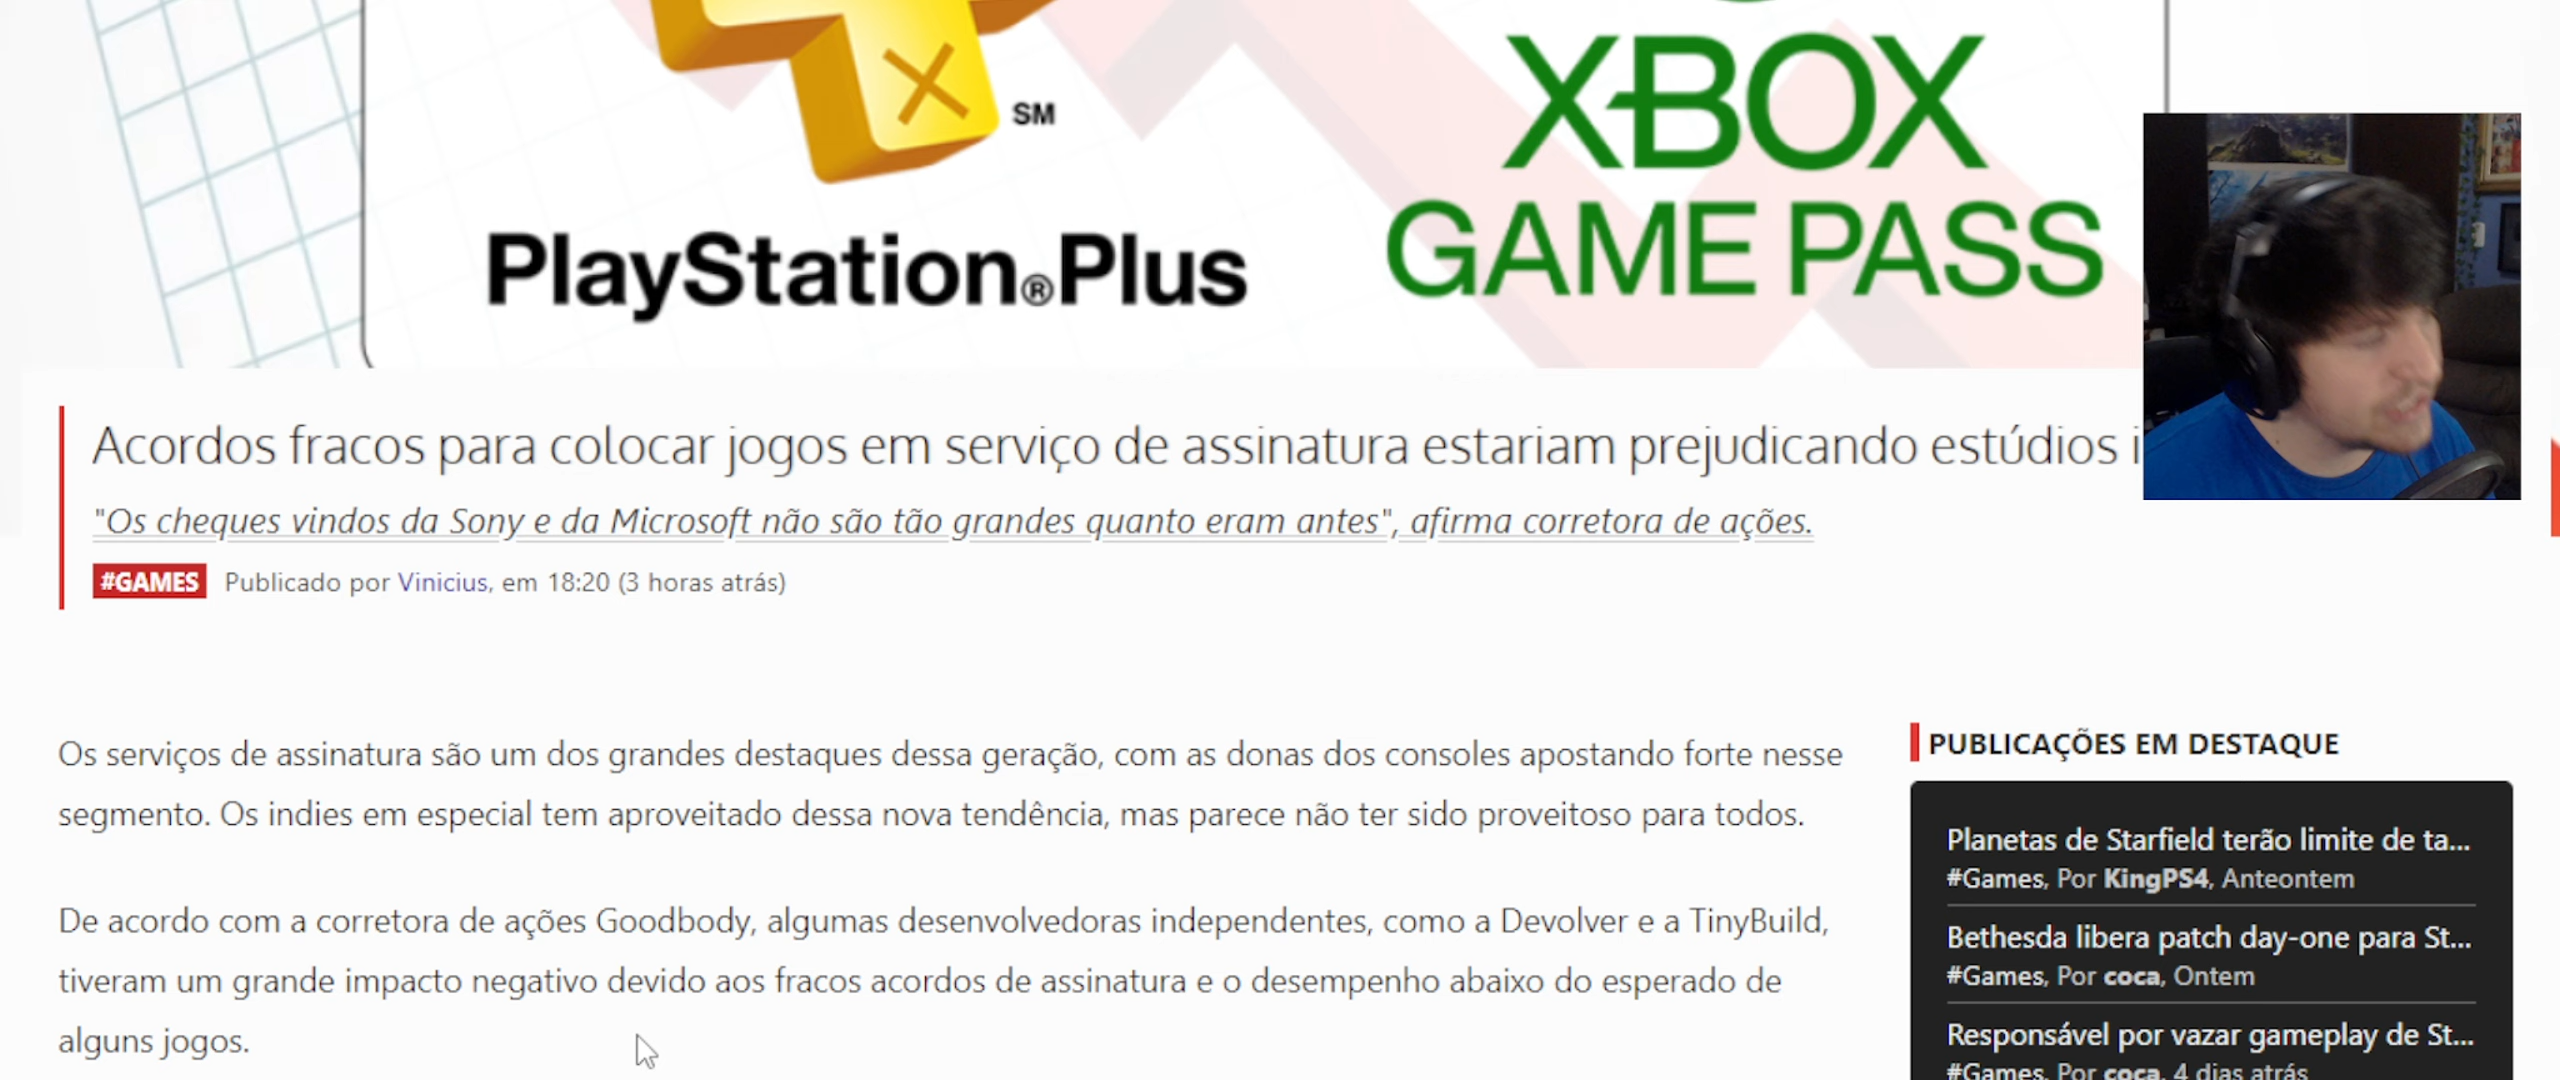 SM
PlayStation®Plus
XBOX
GAME PASS
Acordos fracos para colocar jogos em serviço de assinatura estariam prejudicando estúdios i
"Os cheques vindos da Sony e da Microsoft não são tão grandes quanto eram antes", afirma corretora de ações.
#GAMES Publicado por Vinicius, em 18:20 (3 horas atrás)
Os serviços de assinatura são um dos grandes destaques dessa geração, com as donas dos consoles apostando forte nesse
segmento. Os indies em especial tem aproveitado dessa nova tendência, mas parece não ter sido proveitoso para todos.
De acordo com a corretora de ações Goodbody, algumas desenvolvedoras independentes, como a Devolver e a TinyBuild,
tiveram um grande impacto negativo devido aos fracos acordos de assinatura e o desempenho abaixo do esperado de
alguns jogos.
PUBLICAÇÕES EM DESTAQUE
Planetas de Starfield terão limite de ta...
#Games, Por KingPS4, Anteontem
Bethesda libera patch day-one para St...
#Games, Por coca, Ontem
Responsável por vazar gameplay de St...
#Games, Por coca, 4 dias atrás